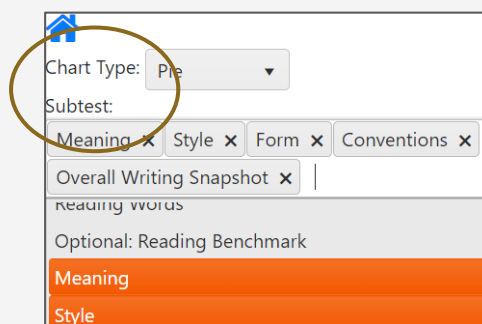 Chart Type: Pre
Subtest:
Meaning x Style x Form x Conventions x
Overall Writing Snapshot x
Reading Words
Optional: Reading Benchmark
Meaning
Style